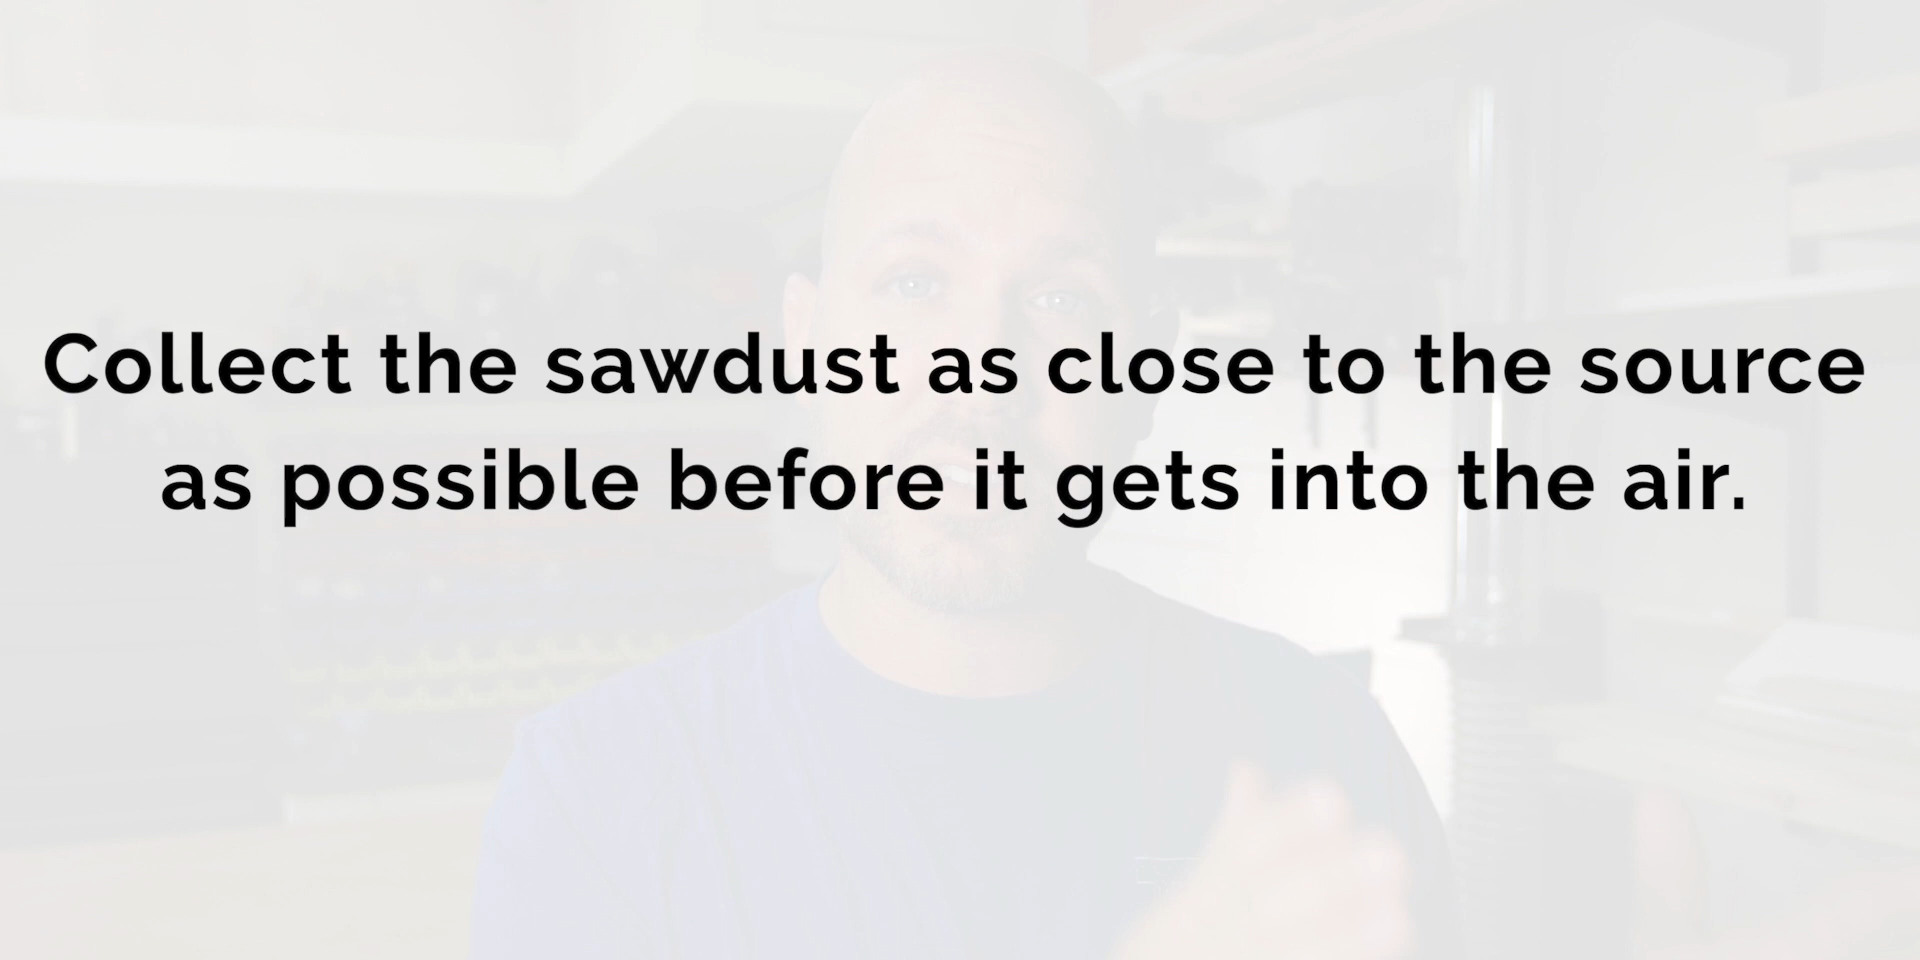 Collect the sawdust as close to the source
as possible before it gets into the air.